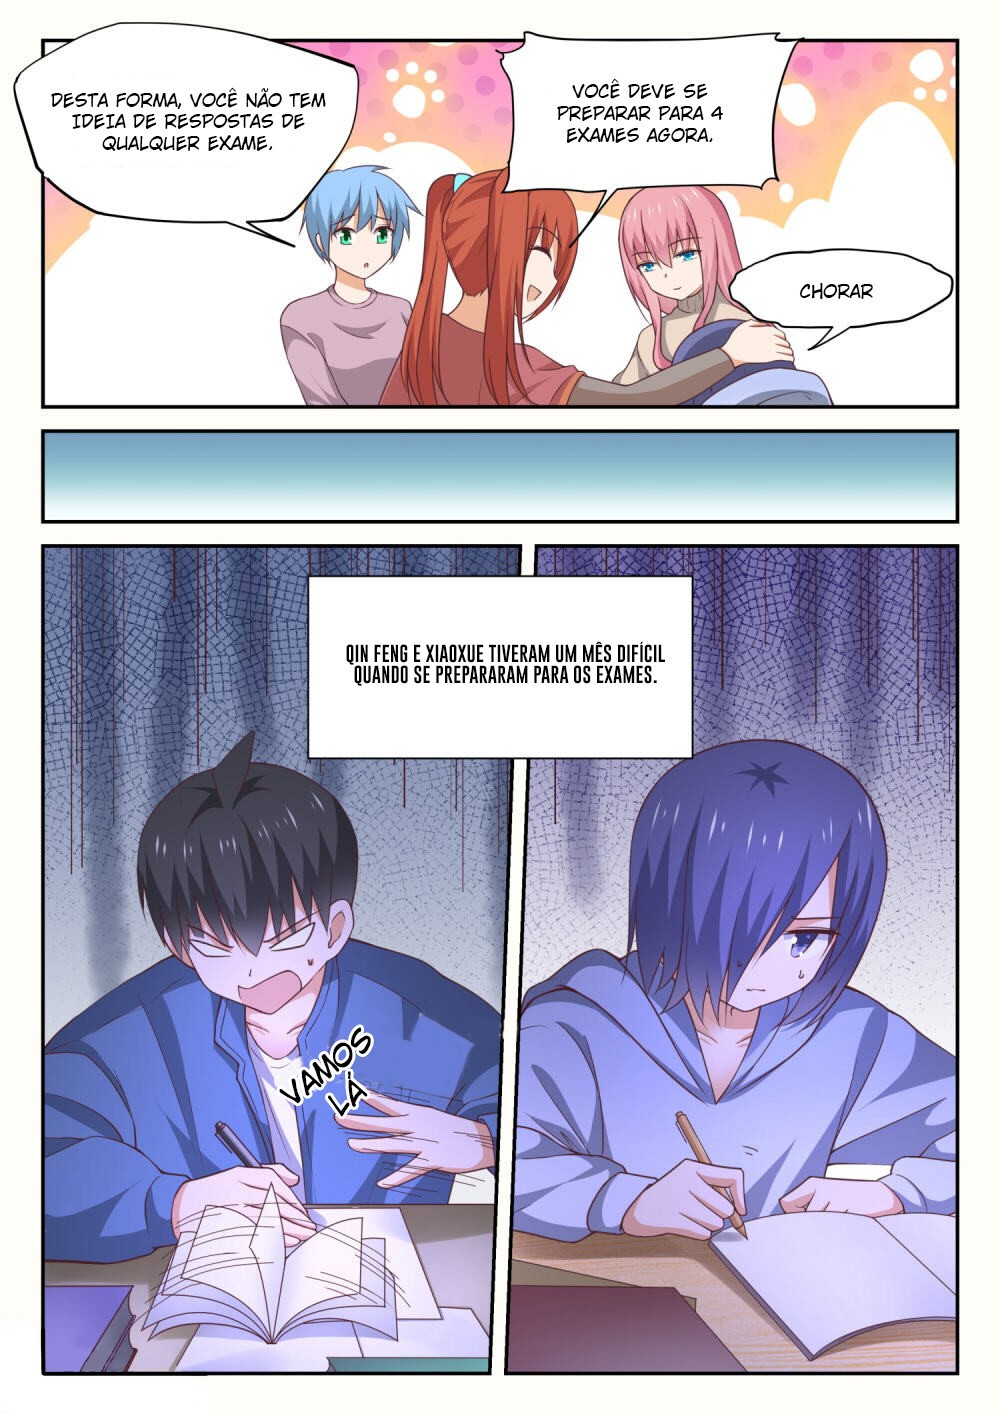 DESTA FORMA, VOCÊ NÃO TEM
IDEIA DE RESPOSTAS DE
QUALQUER EXAME.
VOCÊ DEVE SE
PREPARAR PARA 4
EXAMES AGORA.
CHORAR
QIN FENG E XIAOXUE TIVERAM UM MÊS DIFÍCIL
QUANDO SE PREPARARAM PARA OS EXAMES.
VAMOS
LÁ